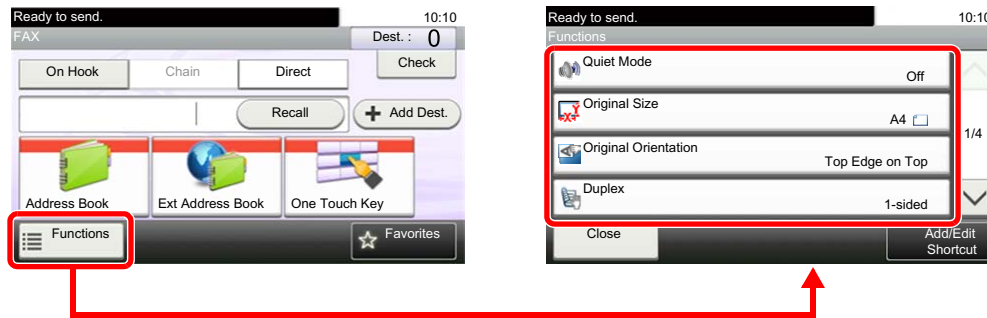 Ready to send.
10:10
FAX
Dest. :
0
On Hook
Chain
Direct
Check
Recall
Add Dest.
Address Book
Ext Address Book
One Touch Key
Functions
Favorites
Ready to send.
10:10
Functions
Quiet Mode
Off
Original Size
A4
Original Orientation
Top Edge on Top
1/4
Duplex
1-sided
Close
Add/Edit
Shortcut